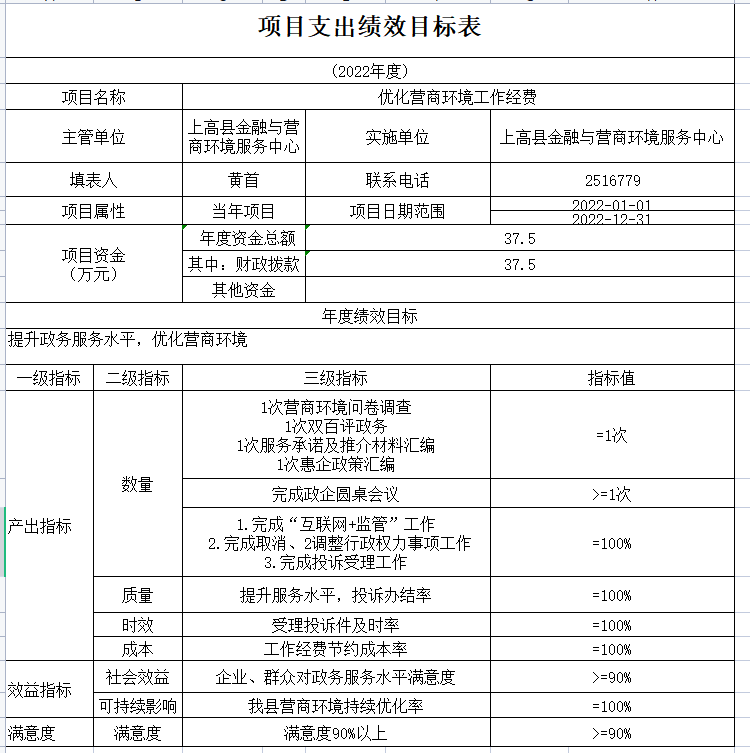 项目支出绩效目标表
(2022年度)
项目名称 优化营商环境工作经费
主管单位 上高县金融与营商环境服务中心 实施单位 上高县金融与营商环境服务中心
填表人 黄首 联系电话 2516779
项目属性 当年项目 项目日期范围 2022-01-01
2022-12-31
项目资金
（万元） 年度资金总额 37.5
其中：财政拨款 37.5
其他资金
年度绩效目标
提升政务服务水平，优化营商环境
一级指标 二级指标 三级指标 指标值
产出指标 数量 1次营商环境问卷调查
1次双百评政务
1次服务承诺及推介材料汇编
1次惠企政策汇编 =1次
完成政企圆桌会议 >=1次
1.完成“互联网+监管”工作
2.完成取消、2调整行政权力事项工作
3.完成投诉受理工作 =100%
质量 提升服务水平，投诉办结率 =100%
时效 受理投诉件及时率 =100%
成本 工作经费节约成本率 =100%
效益指标 社会效益 企业、群众对政务服务水平满意度 >=90%
可持续影响 我县营商环境持续优化率 =100%
满意度 满意度 满意度90%以上 >=90%